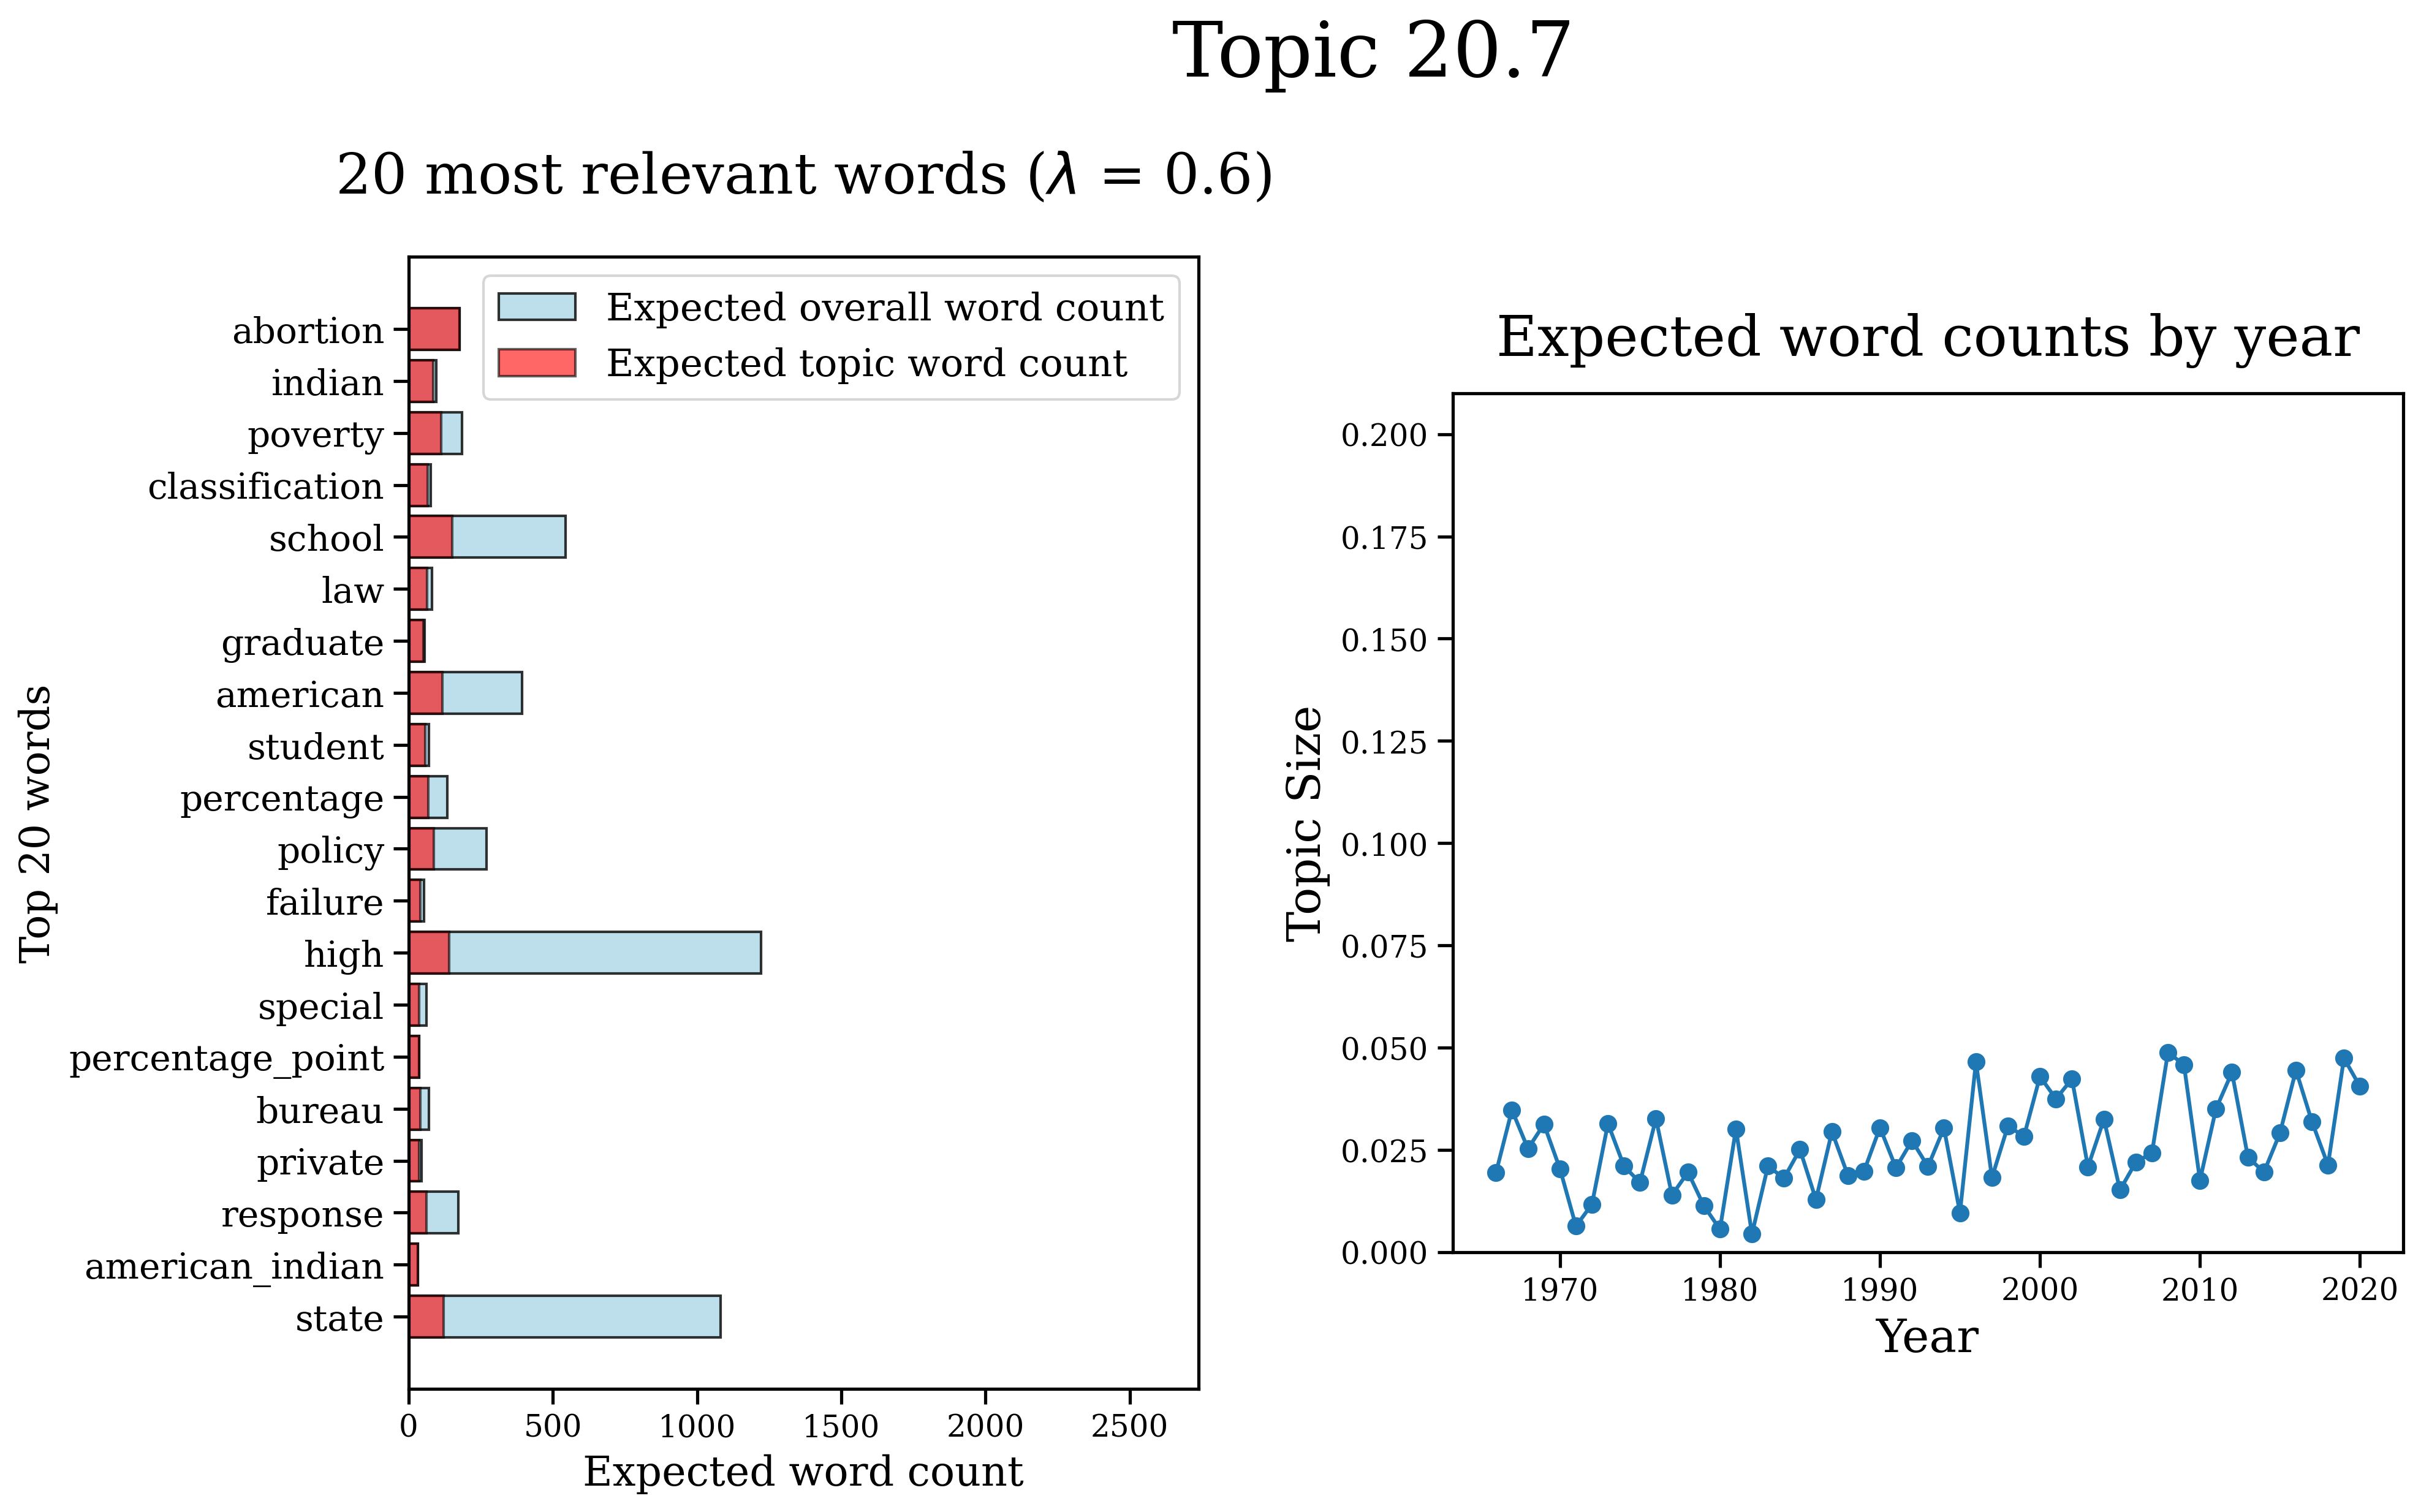 Topic 20.7
20 most relevant words (λ = 0.6)
Expected overall word count
Expected topic word count
Top 20 words
abortion
indian
poverty
classification
school
law
graduate
american
student
percentage
policy
failure
high
special
percentage_point
bureau
private
response
american_indian
state
0 500 1000 1500 2000 2500
Expected word count
Expected word counts by year
Topic Size
0.200
0.175
0.150
0.125
0.100
0.075
0.050
0.025
0.000
1970 1980 1990 2000 2010 2020
Year